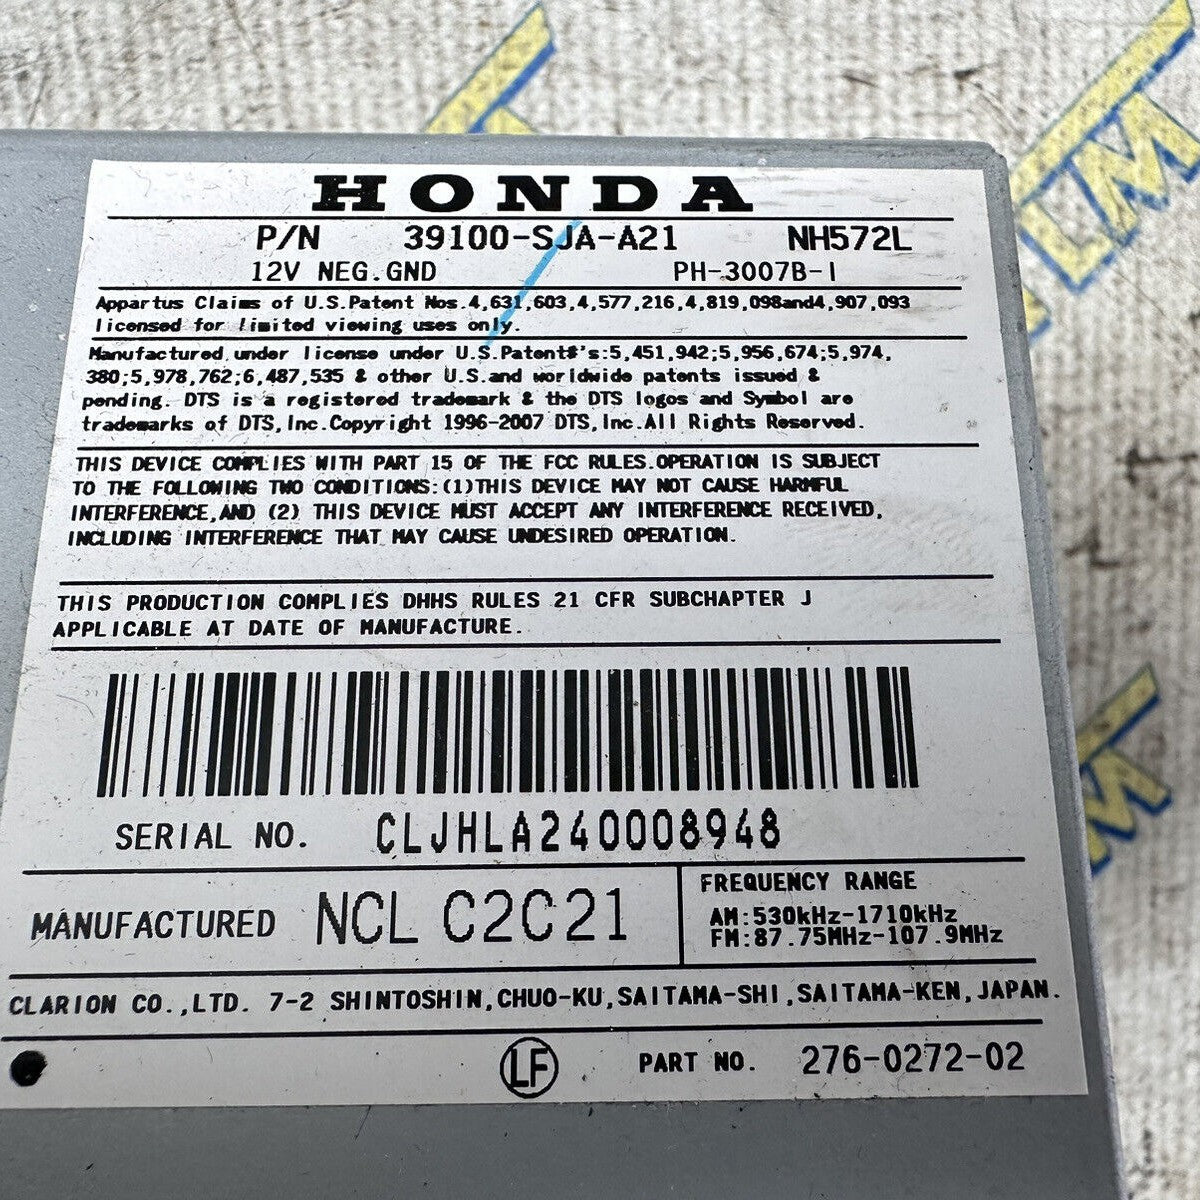 HONDA
P/N 39100-SJA-A21 NH572L
12V NEG.GND PH-3007B-I
Appartus Claims of U.S.Patent Nos.4,631,603,4,577,216,4,819,098and4,907,093
licensed for limited viewing uses only.
Manufactured under license under U.S.Patent#'s:5,451,942;5,956,674;5,974,
380;5,978,762;6,487,535 & other U.S.and worldwide patents issued &
pending. DTS is a registered trademark & the DTS logos and Symbol are
trademarks of DTS,Inc.Copyright 1996-2007 DTS,Inc.All Rights Reserved.
THIS DEVICE COMPLIES WITH PART 15 OF THE FCC RULES.OPERATION IS SUBJECT
TO THE FOLLOWING TWO CONDITIONS:(1)THIS DEVICE MAY NOT CAUSE HARMFUL
INTERFERENCE,AND (2) THIS DEVICE MUST ACCEPT ANY INTERFERENCE RECEIVED,
INCLUDING INTERFERENCE THAT MAY CAUSE UNDESIRED OPERATION.
THIS PRODUCTION COMPLIES DHHS RULES 21 CFR SUBCHAPTER J
APPLICABLE AT DATE OF MANUFACTURE.
SERIAL NO. CLJHLA240008948
MANUFACTURED NCL C2C21
FREQUENCY RANGE
AM:530kHz-1710kHz
FM:87.75MHz-107.9MHz
CLARION CO.,LTD. 7-2 SHINTOSHIN,CHUO-KU,SAITAMA-SHI,SAITAMA-KEN,JAPAN.
LF PART NO. 276-0272-02